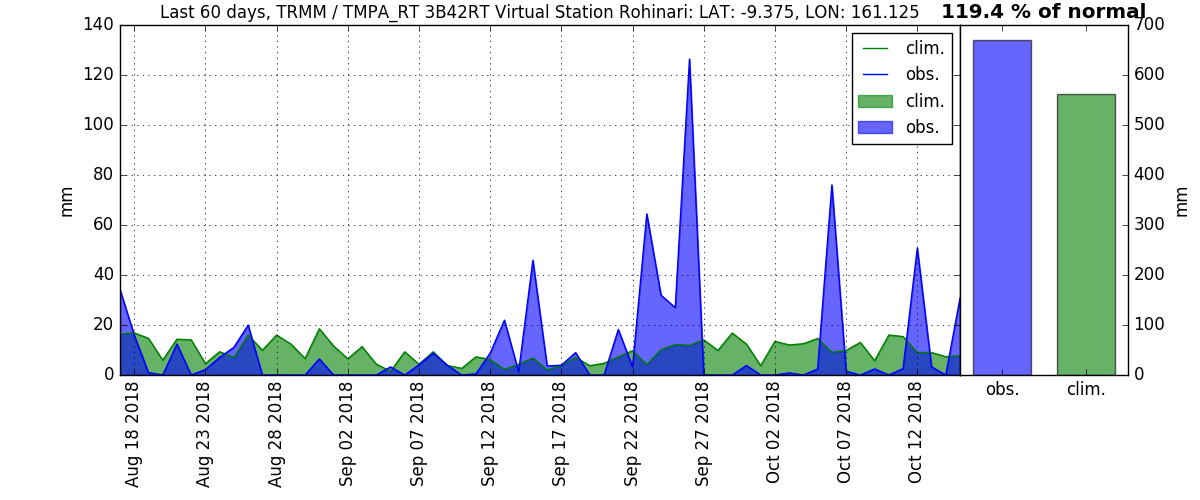 Last 60 days, TRMM / TMPA_RT 3B42RT Virtual Station Rohinari: LAT: -9.375, LON: 161.125
119.4 % of normal
140
120
100
80
60
40
20
0
mm
clim.
obs.
clim.
obs.
700
600
500
400
300
200
100
0
mm
Aug 18 2018
Aug 23 2018
Aug 28 2018
Sep 02 2018
Sep 07 2018
Sep 12 2018
Sep 17 2018
Sep 22 2018
Sep 27 2018
Oct 02 2018
Oct 07 2018
Oct 12 2018
obs.
clim.